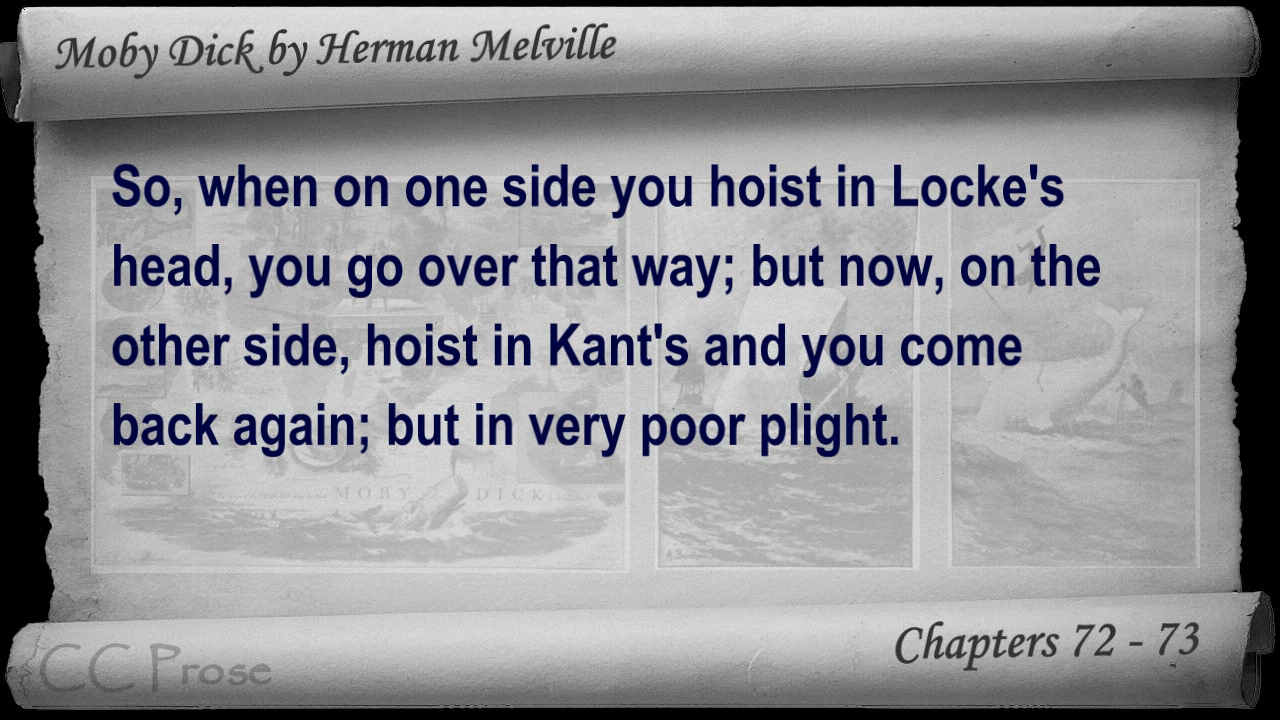 Moby Dick by Herman Melville
So, when on one side you hoist in Locke's
head, you go over that way; but now, on the
other side, hoist in Kant's and you come
back again; but in very poor plight.
MOBY DICK
Chapters 72 - 73
CC Prose